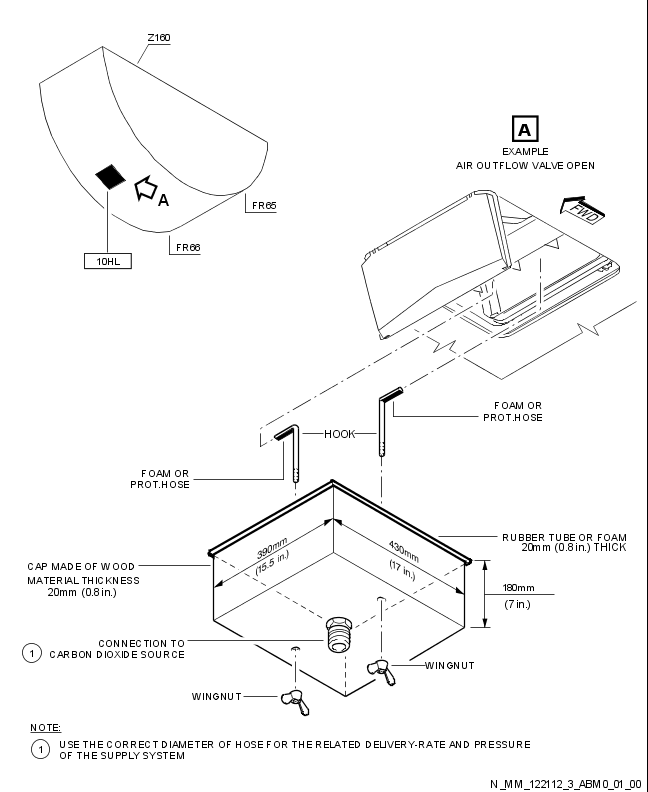 Z160
A
EXAMPLE
AIR OUTFLOW VALVE OPEN
A
FR65
FWD
FR66
10HL
FOAM OR
PROT.HOSE
HOOK
FOAM OR
PROT.HOSE
RUBBER TUBE OR FOAM
20mm (0.8 in.) THICK
390mm
(15.5 in.)
430mm
(17 in.)
CAP MADE OF WOOD
MATERIAL THICKNESS
20mm (0.8 in.)
180mm
(7 in.)
1 CONNECTION TO
CARBON DIOXIDE SOURCE
WINGNUT
WINGNUT
NOTE:
1 USE THE CORRECT DIAMETER OF HOSE FOR THE RELATED DELIVERY-RATE AND PRESSURE
OF THE SUPPLY SYSTEM
N_MM_122112_3_ABM0_01_00